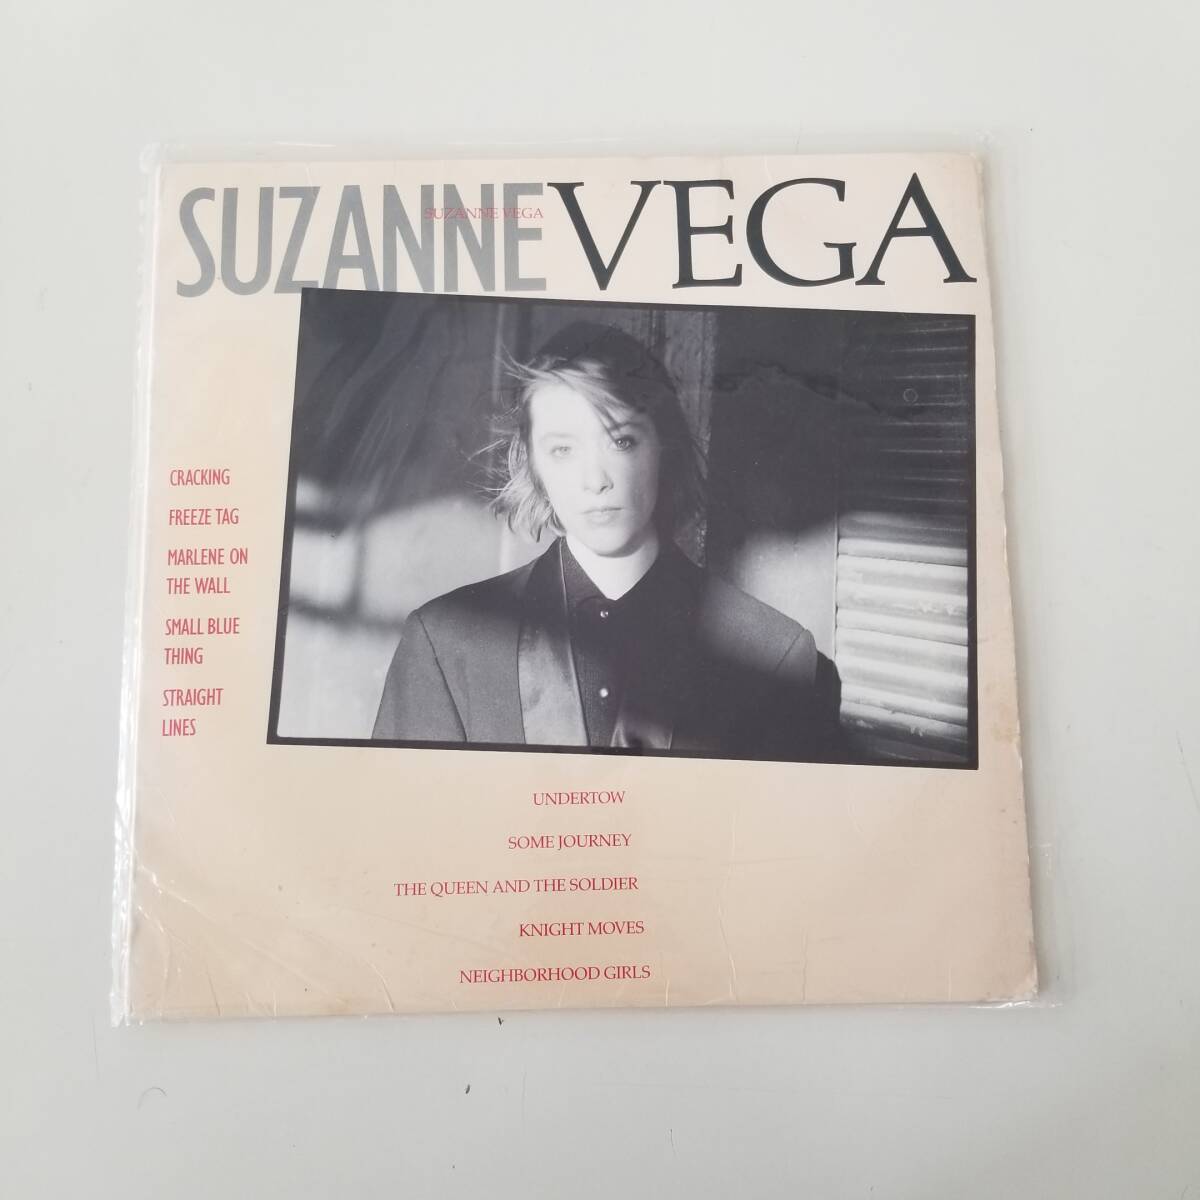 SUZANNE VEGA
SUZANNE VEGA
CRACKING
FREEZE TAG
MARLENE ON
THE WALL
SMALL BLUE
THING
STRAIGHT
LINES
UNDERTOW
SOME JOURNEY
THE QUEEN AND THE SOLDIER
KNIGHT MOVES
NEIGHBORHOOD GIRLS